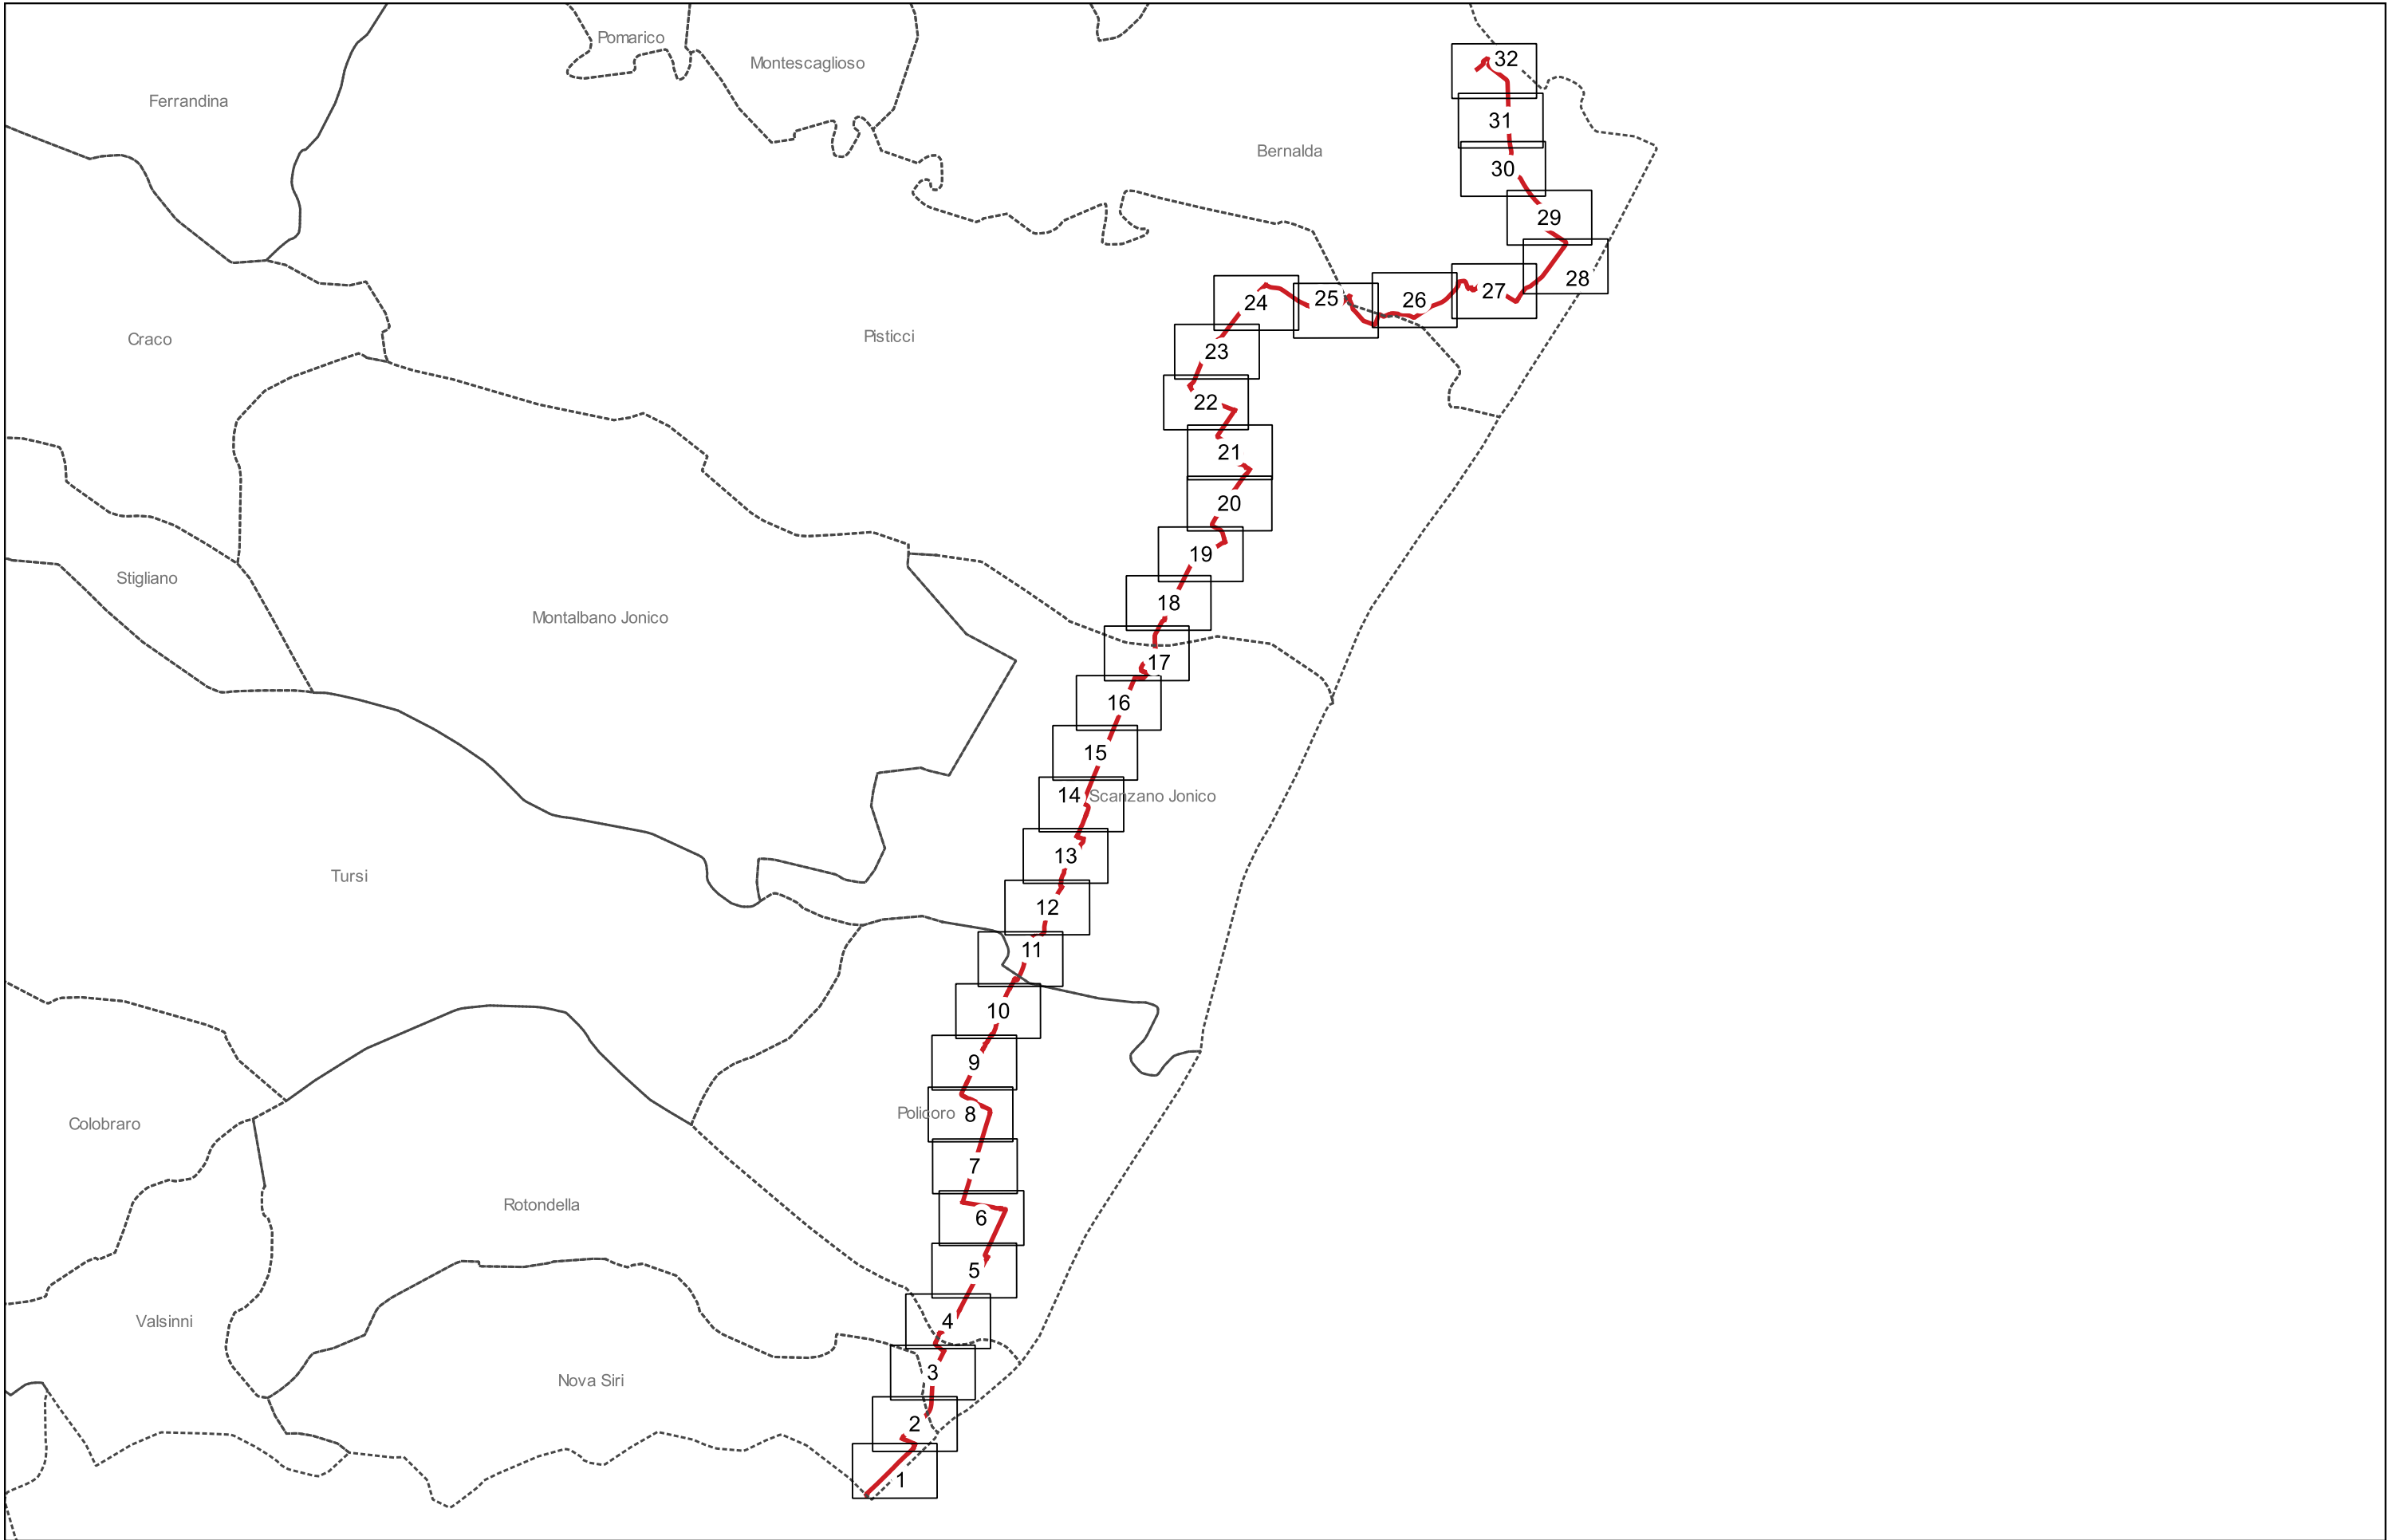 Pomarico
32
Montescaglioso
Ferrandina
31
Bernalda
30
29
28
27
26
25
24
Craco
Pisticci
23
22
21
20
19
Stigliano
18
Montalbano Jonico
17
16
15
14
Scanzano Jonico
13
Tursi
12
11
10
9
Policoro
8
Colobraro
7
Rotondella
6
5
Valsinni
4
3
Nova Siri
2
1